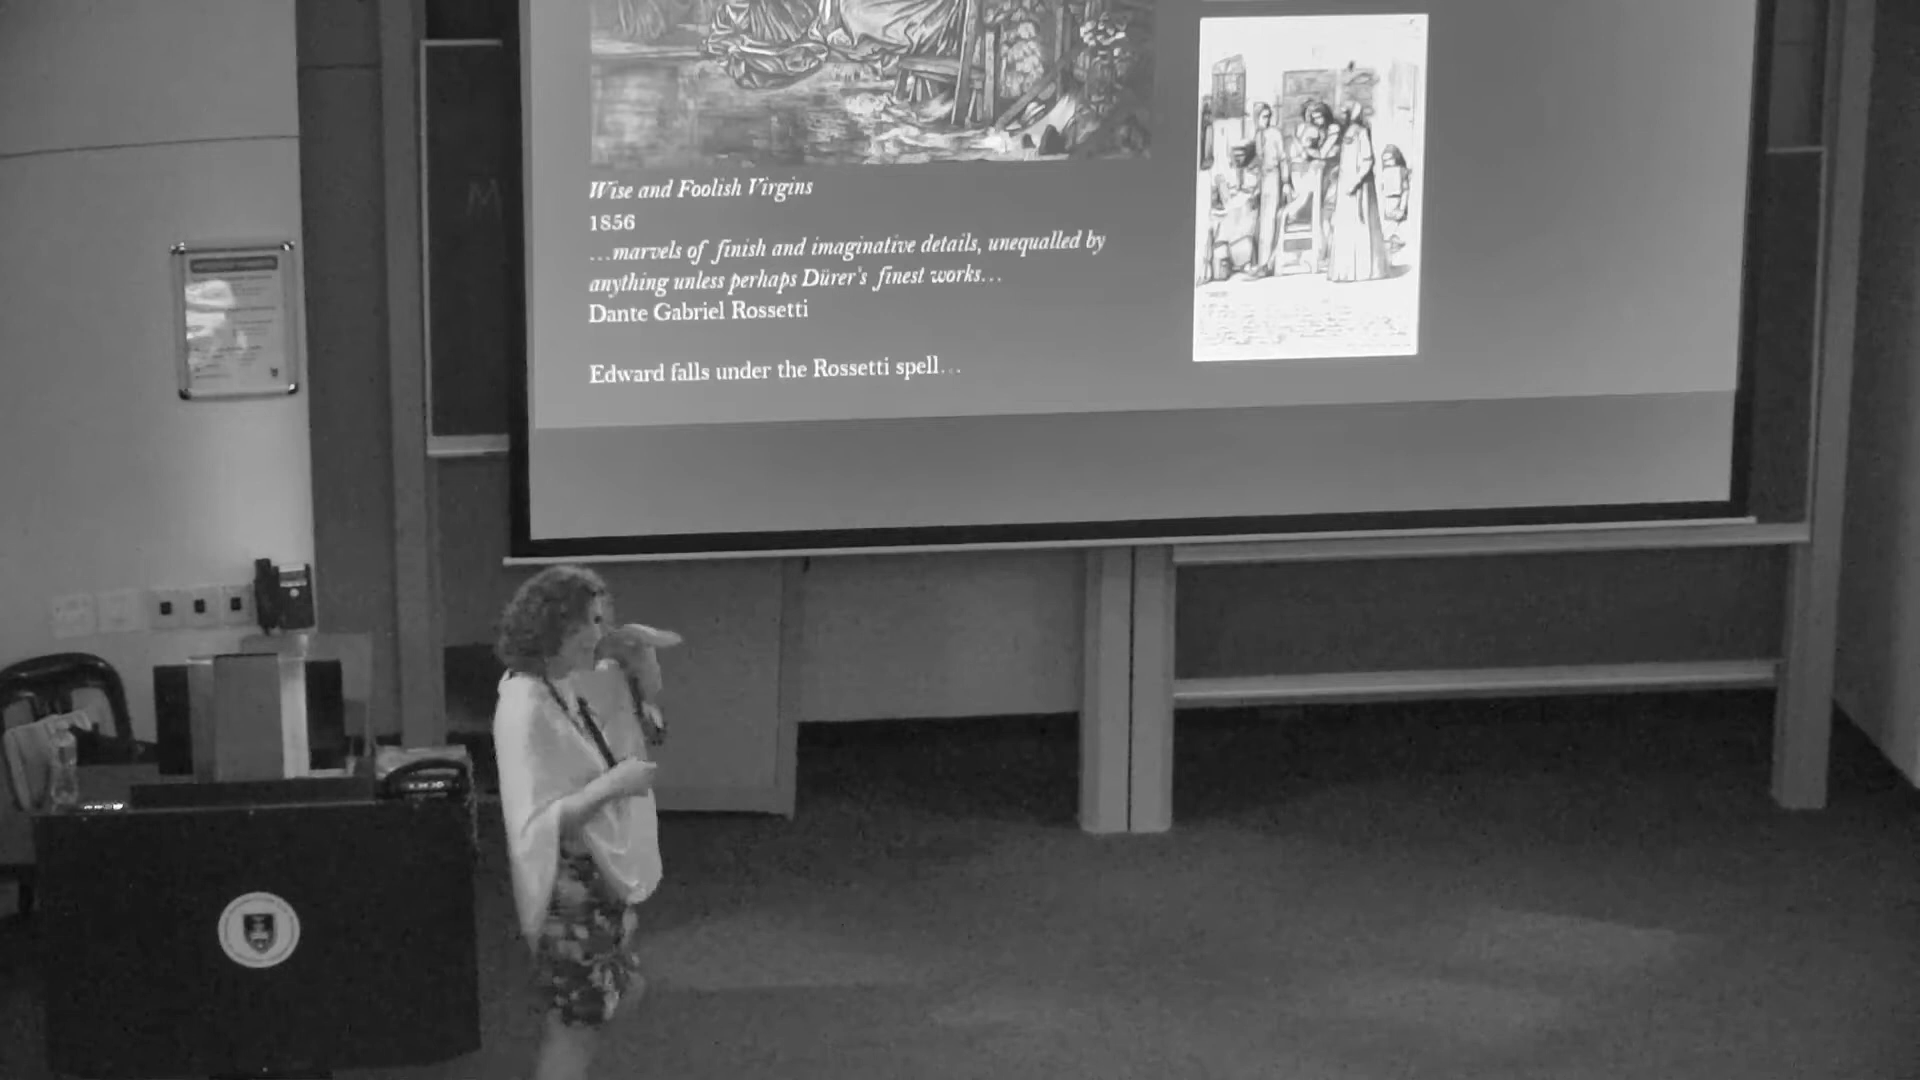 M
Wise and Foolish Virgins
1856
...marvels of finish and imaginative details, unequalled by
anything unless perhaps Dürer's finest works...
Dante Gabriel Rossetti
Edward falls under the Rossetti spell...